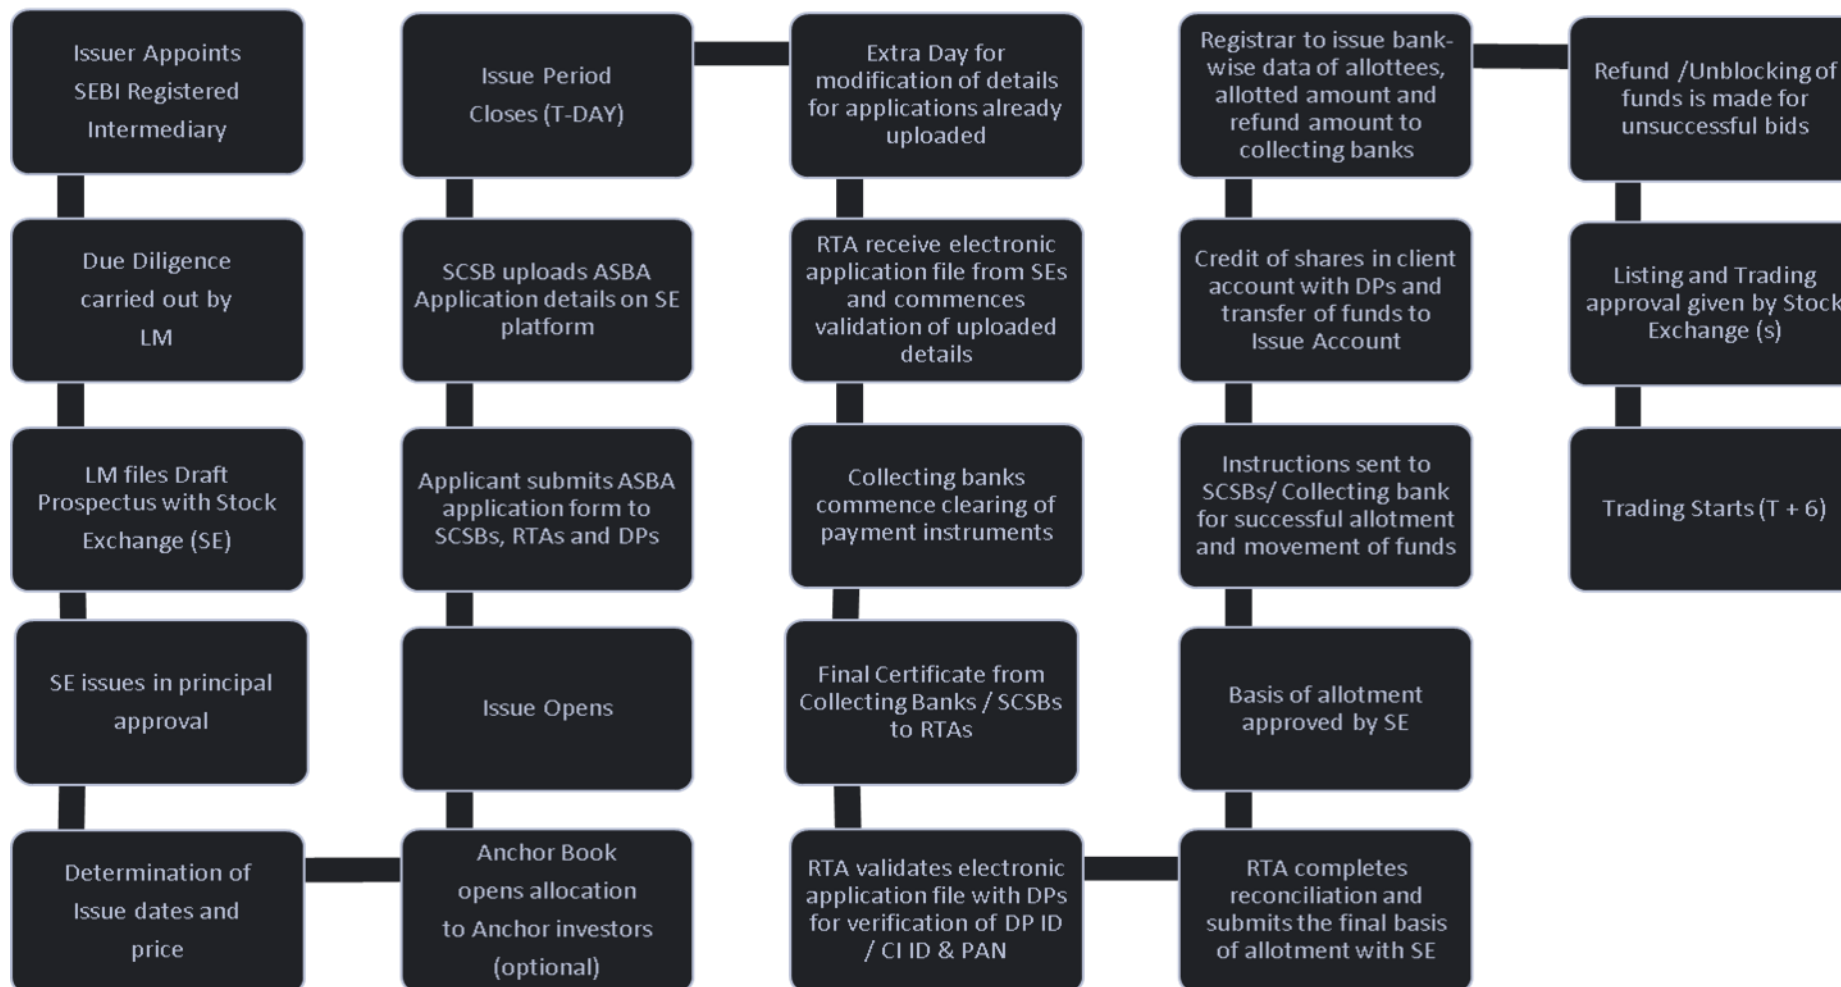 Issuer Appoints
SEBI Registered
Intermediary
Due Diligence
carried out by
LM
LM files Draft
Prospectus with Stock
Exchange (SE)
SE issues in principal
approval
Determination of
Issue dates and
price
Anchor Book
opens allocation
to Anchor investors
(optional)
Issue Opens
Applicant submits ASBA
application form to
SCSBs, RTAs and DPs
SCSB uploads ASBA
Application details on SE
platform
Issue Period
Closes (T-DAY)
Extra Day for
modification of details
for applications already
uploaded
RTA receive electronic
application file from SEs
and commences
validation of uploaded
details
Collecting banks
commence clearing of
payment instruments
Final Certificate from
Collecting Banks / SCSBs
to RTAs
RTA validates electronic
application file with DPs
for verification of DP ID
/ CI ID & PAN
RTA completes
reconciliation and
submits the final basis
of allotment with SE
Basis of allotment
approved by SE
Instructions sent to
SCSBs/ Collecting bank
for successful allotment
and movement of funds
Credit of shares in client
account with DPs and
transfer of funds to
Issue Account
Registrar to issue bank-
wise data of allottees,
allotted amount and
refund amount to
collecting banks
Refund /Unblocking of
funds is made for
unsuccessful bids
Listing and Trading
approval given by Stock
Exchange (s)
Trading Starts (T + 6)